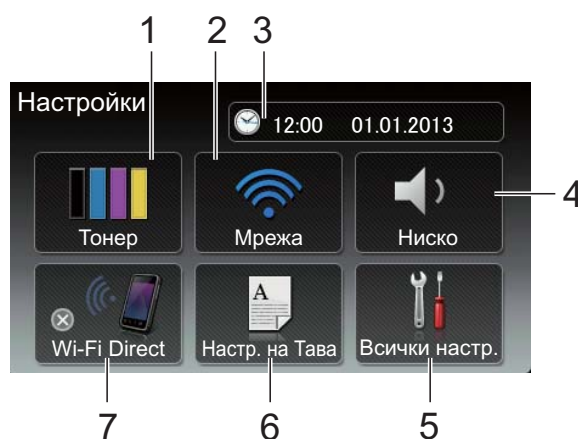 1 2 3
Настройки
12:00 01.01.2013
4
Тонер Мрежа Ниско
A
Wi-Fi Direct Настр. на Тава Всички настр.
7 6 5